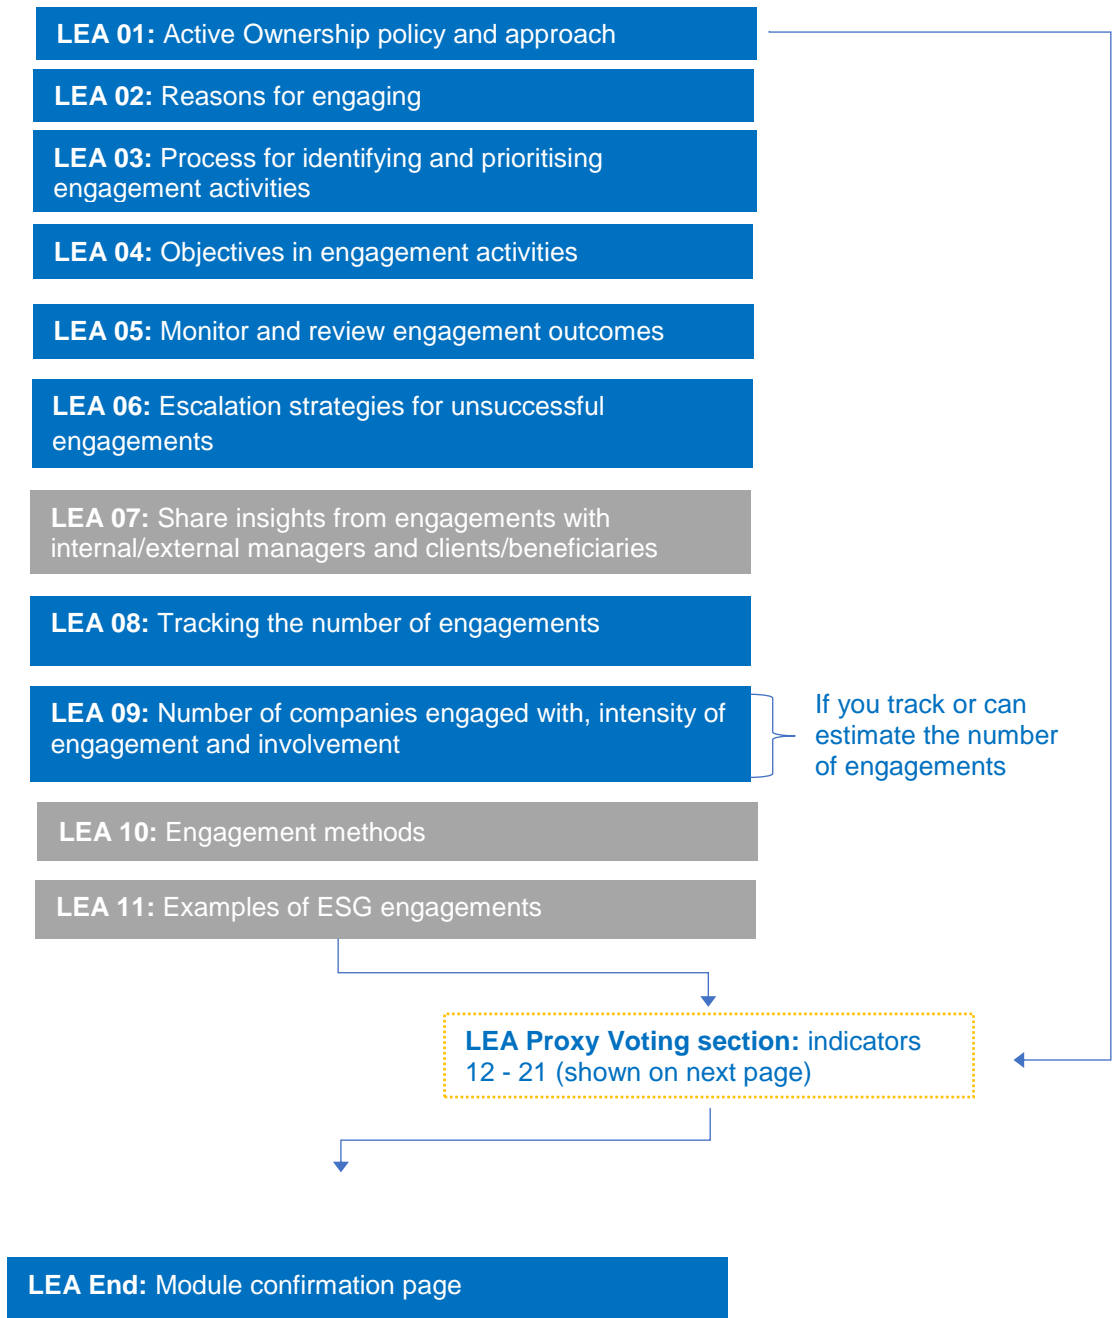 LEA 01: Active Ownership policy and approach
LEA 02: Reasons for engaging
LEA 03: Process for identifying and prioritising
engagement activities
LEA 04: Objectives in engagement activities
LEA 05: Monitor and review engagement outcomes
LEA 06: Escalation strategies for unsuccessful
engagements
LEA 07: Share insights from engagements with
internal/external managers and clients/beneficiaries
LEA 08: Tracking the number of engagements
LEA 09: Number of companies engaged with, intensity of
engagement and involvement
If you track or can
estimate the number
of engagements
LEA 10: Engagement methods
LEA 11: Examples of ESG engagements
LEA Proxy Voting section: indicators
12 - 21 (shown on next page)
LEA End: Module confirmation page